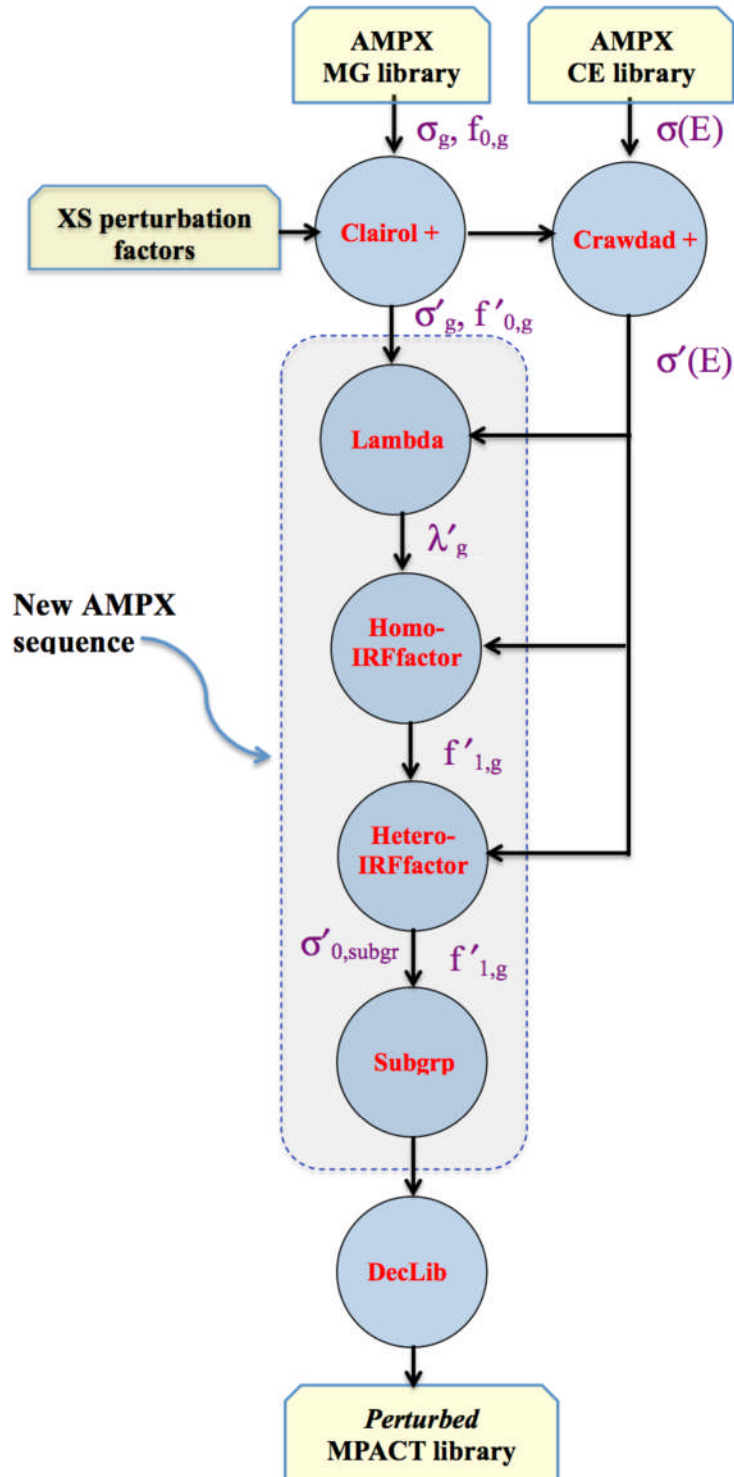 AMPX
MG library
AMPX
CE library
σg, f0,g
σ(E)
XS perturbation
factors
Clairol +
Crawdad +
σ′g, f′0,g
σ′(E)
Lambda
λ′g
New AMPX
sequence
Homo-
IRFfactor
f′1,g
Hetero-
IRFfactor
σ′0,subgr
f′1,g
Subgrp
DecLib
Perturbed
MPACT library